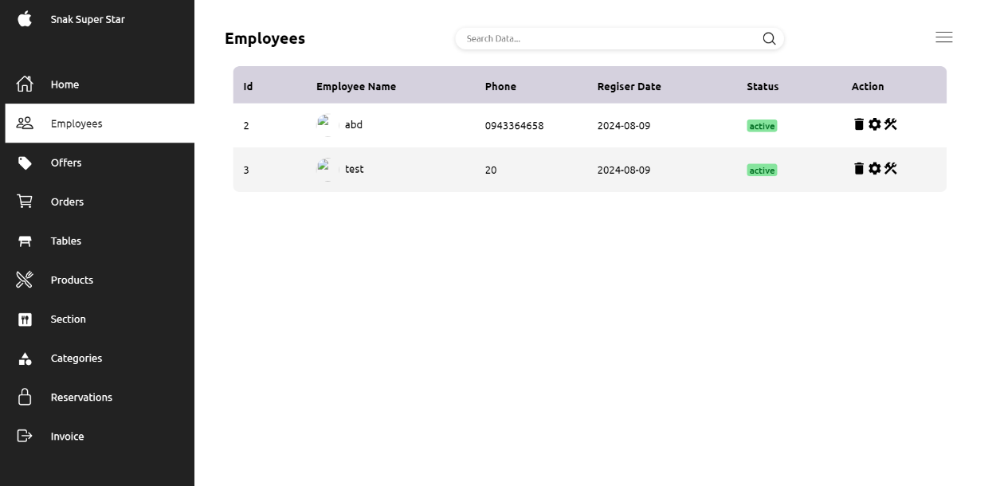 Snak Super Star
Home
Employees
Offers
Orders
Tables
Products
Section
Categories
Reservations
Invoice
Employees
Search Data...
Id Employee Name Phone Regiser Date Status Action
2 abd 0943364658 2024-08-09 active
3 test 20 2024-08-09 active